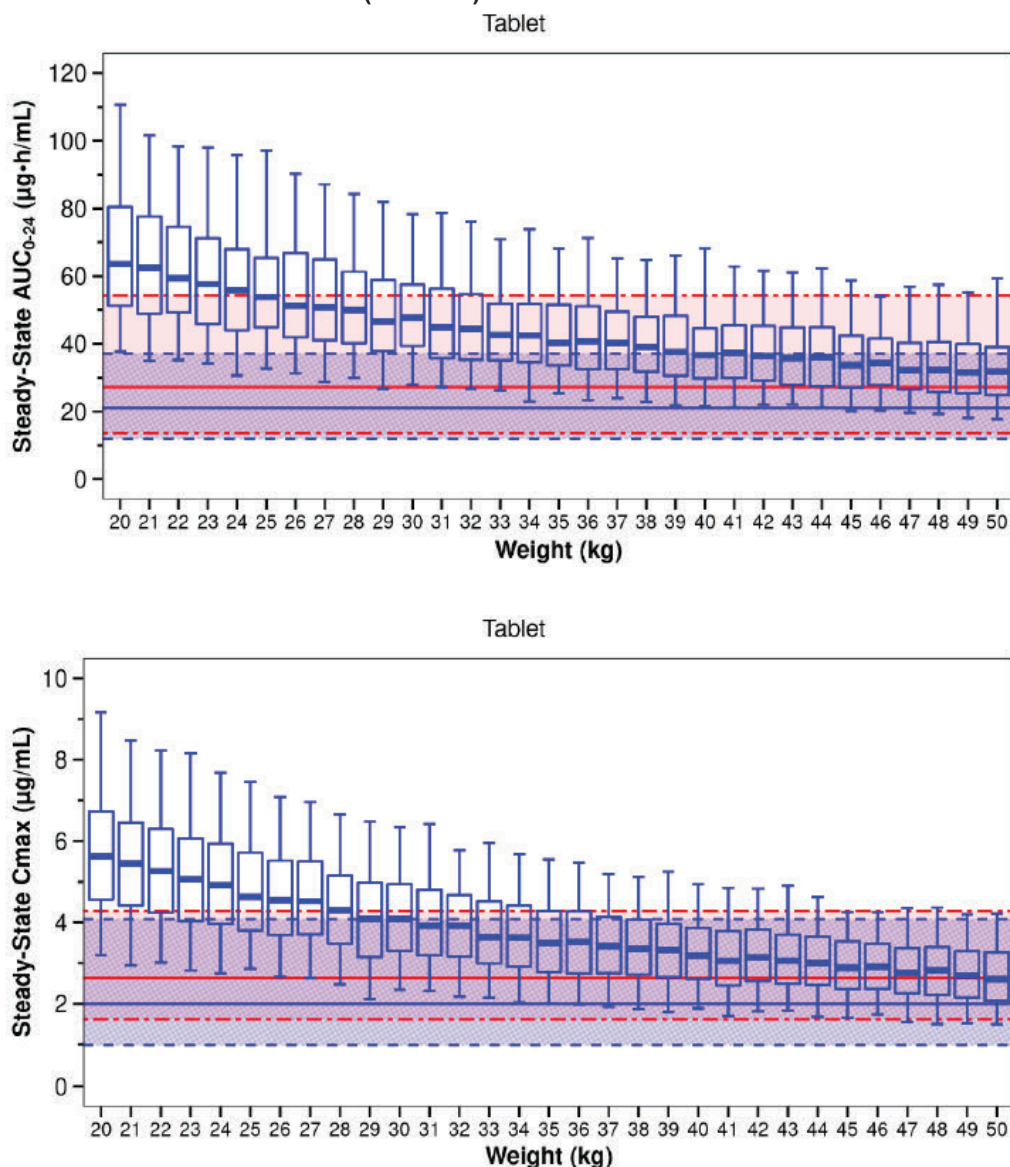 Tablet
Steady-State AUC0-24 (µg•h/mL)
120
100
80
60
40
20
0
20 21 22 23 24 25 26 27 28 29 30 31 32 33 34 35 36 37 38 39 40 41 42 43 44 45 46 47 48 49 50
Weight (kg)
Tablet
Steady-State Cmax (µg/mL)
10
8
6
4
2
0
20 21 22 23 24 25 26 27 28 29 30 31 32 33 34 35 36 37 38 39 40 41 42 43 44 45 46 47 48 49 50
Weight (kg)